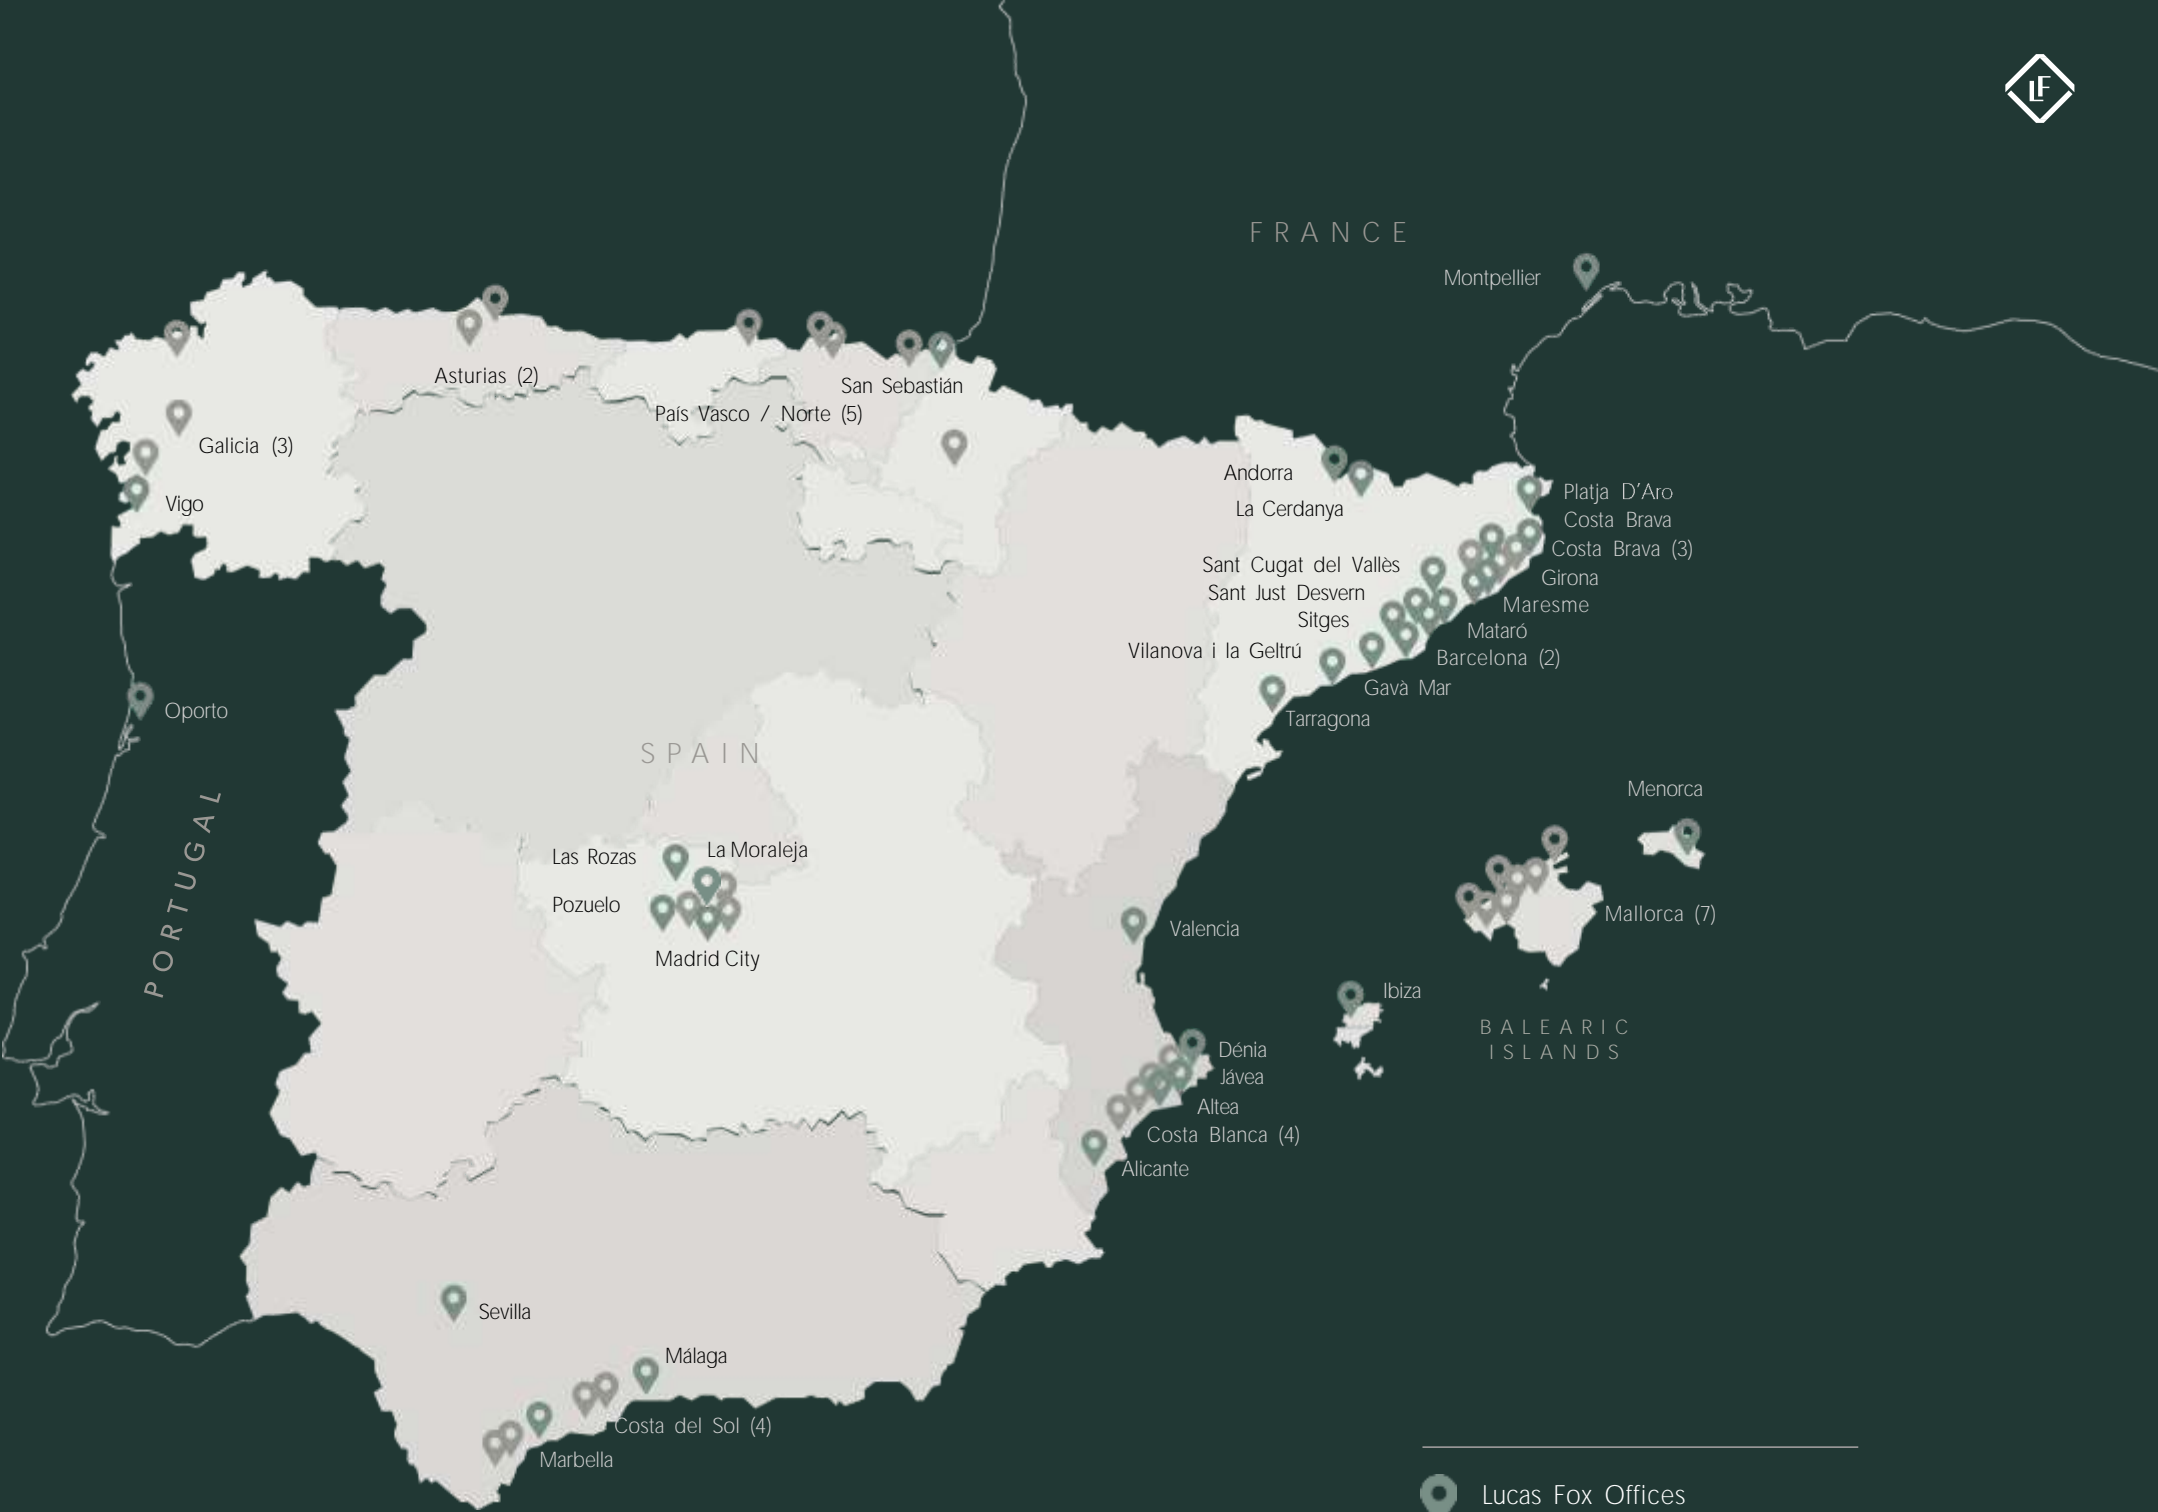 LF
FRANCE
Montpellier
Asturias (2)
San Sebastián
País Vasco / Norte (5)
Galicia (3)
Vigo
Andorra
La Cerdanya
Platja D'Aro
Costa Brava
Costa Brava (3)
Sant Cugat del Vallès
Girona
Sant Just Desvern
Maresme
Sitges
Mataró
Vilanova i la Geltrú
Barcelona (2)
Gavà Mar
Tarragona
Oporto
SPAIN
PORTUGAL
Menorca
Las Rozas
La Moraleja
Pozuelo
Mallorca (7)
Valencia
Madrid City
Ibiza
BALEARIC
ISLANDS
Dénia
Jávea
Altea
Costa Blanca (4)
Alicante
Sevilla
Málaga
Costa del Sol (4)
Marbella
Lucas Fox Offices